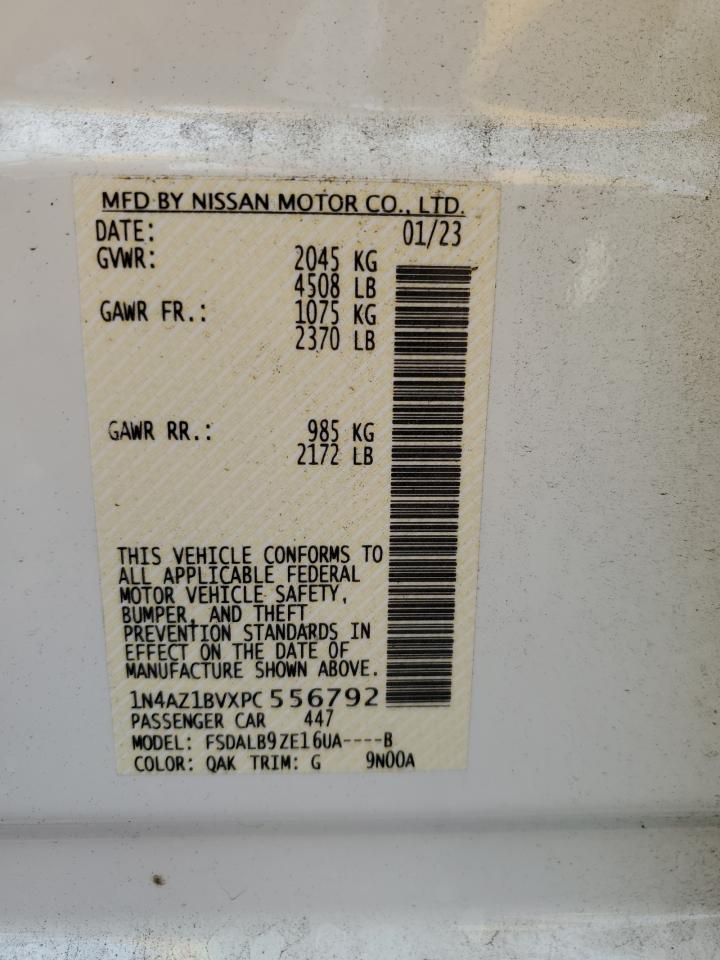 MFD BY NISSAN MOTOR CO., LTD.
DATE: 01/23
GVWR: 2045 KG
4508 LB
GAWR FR.: 1075 KG
2370 LB
GAWR RR.: 985 KG
2172 LB
THIS VEHICLE CONFORMS TO
ALL APPLICABLE FEDERAL
MOTOR VEHICLE SAFETY,
BUMPER, AND THEFT
PREVENTION STANDARDS IN
EFFECT ON THE DATE OF
MANUFACTURE SHOWN ABOVE.
1N4AZ1BVXPC556792
PASSENGER CAR 447
MODEL: FSDALB9ZE16UA----B
COLOR: QAK TRIM: G 9N00A